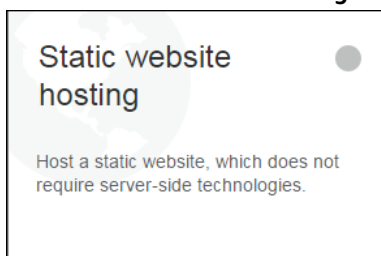 Static website
hosting
Host a static website, which does not
require server-side technologies.